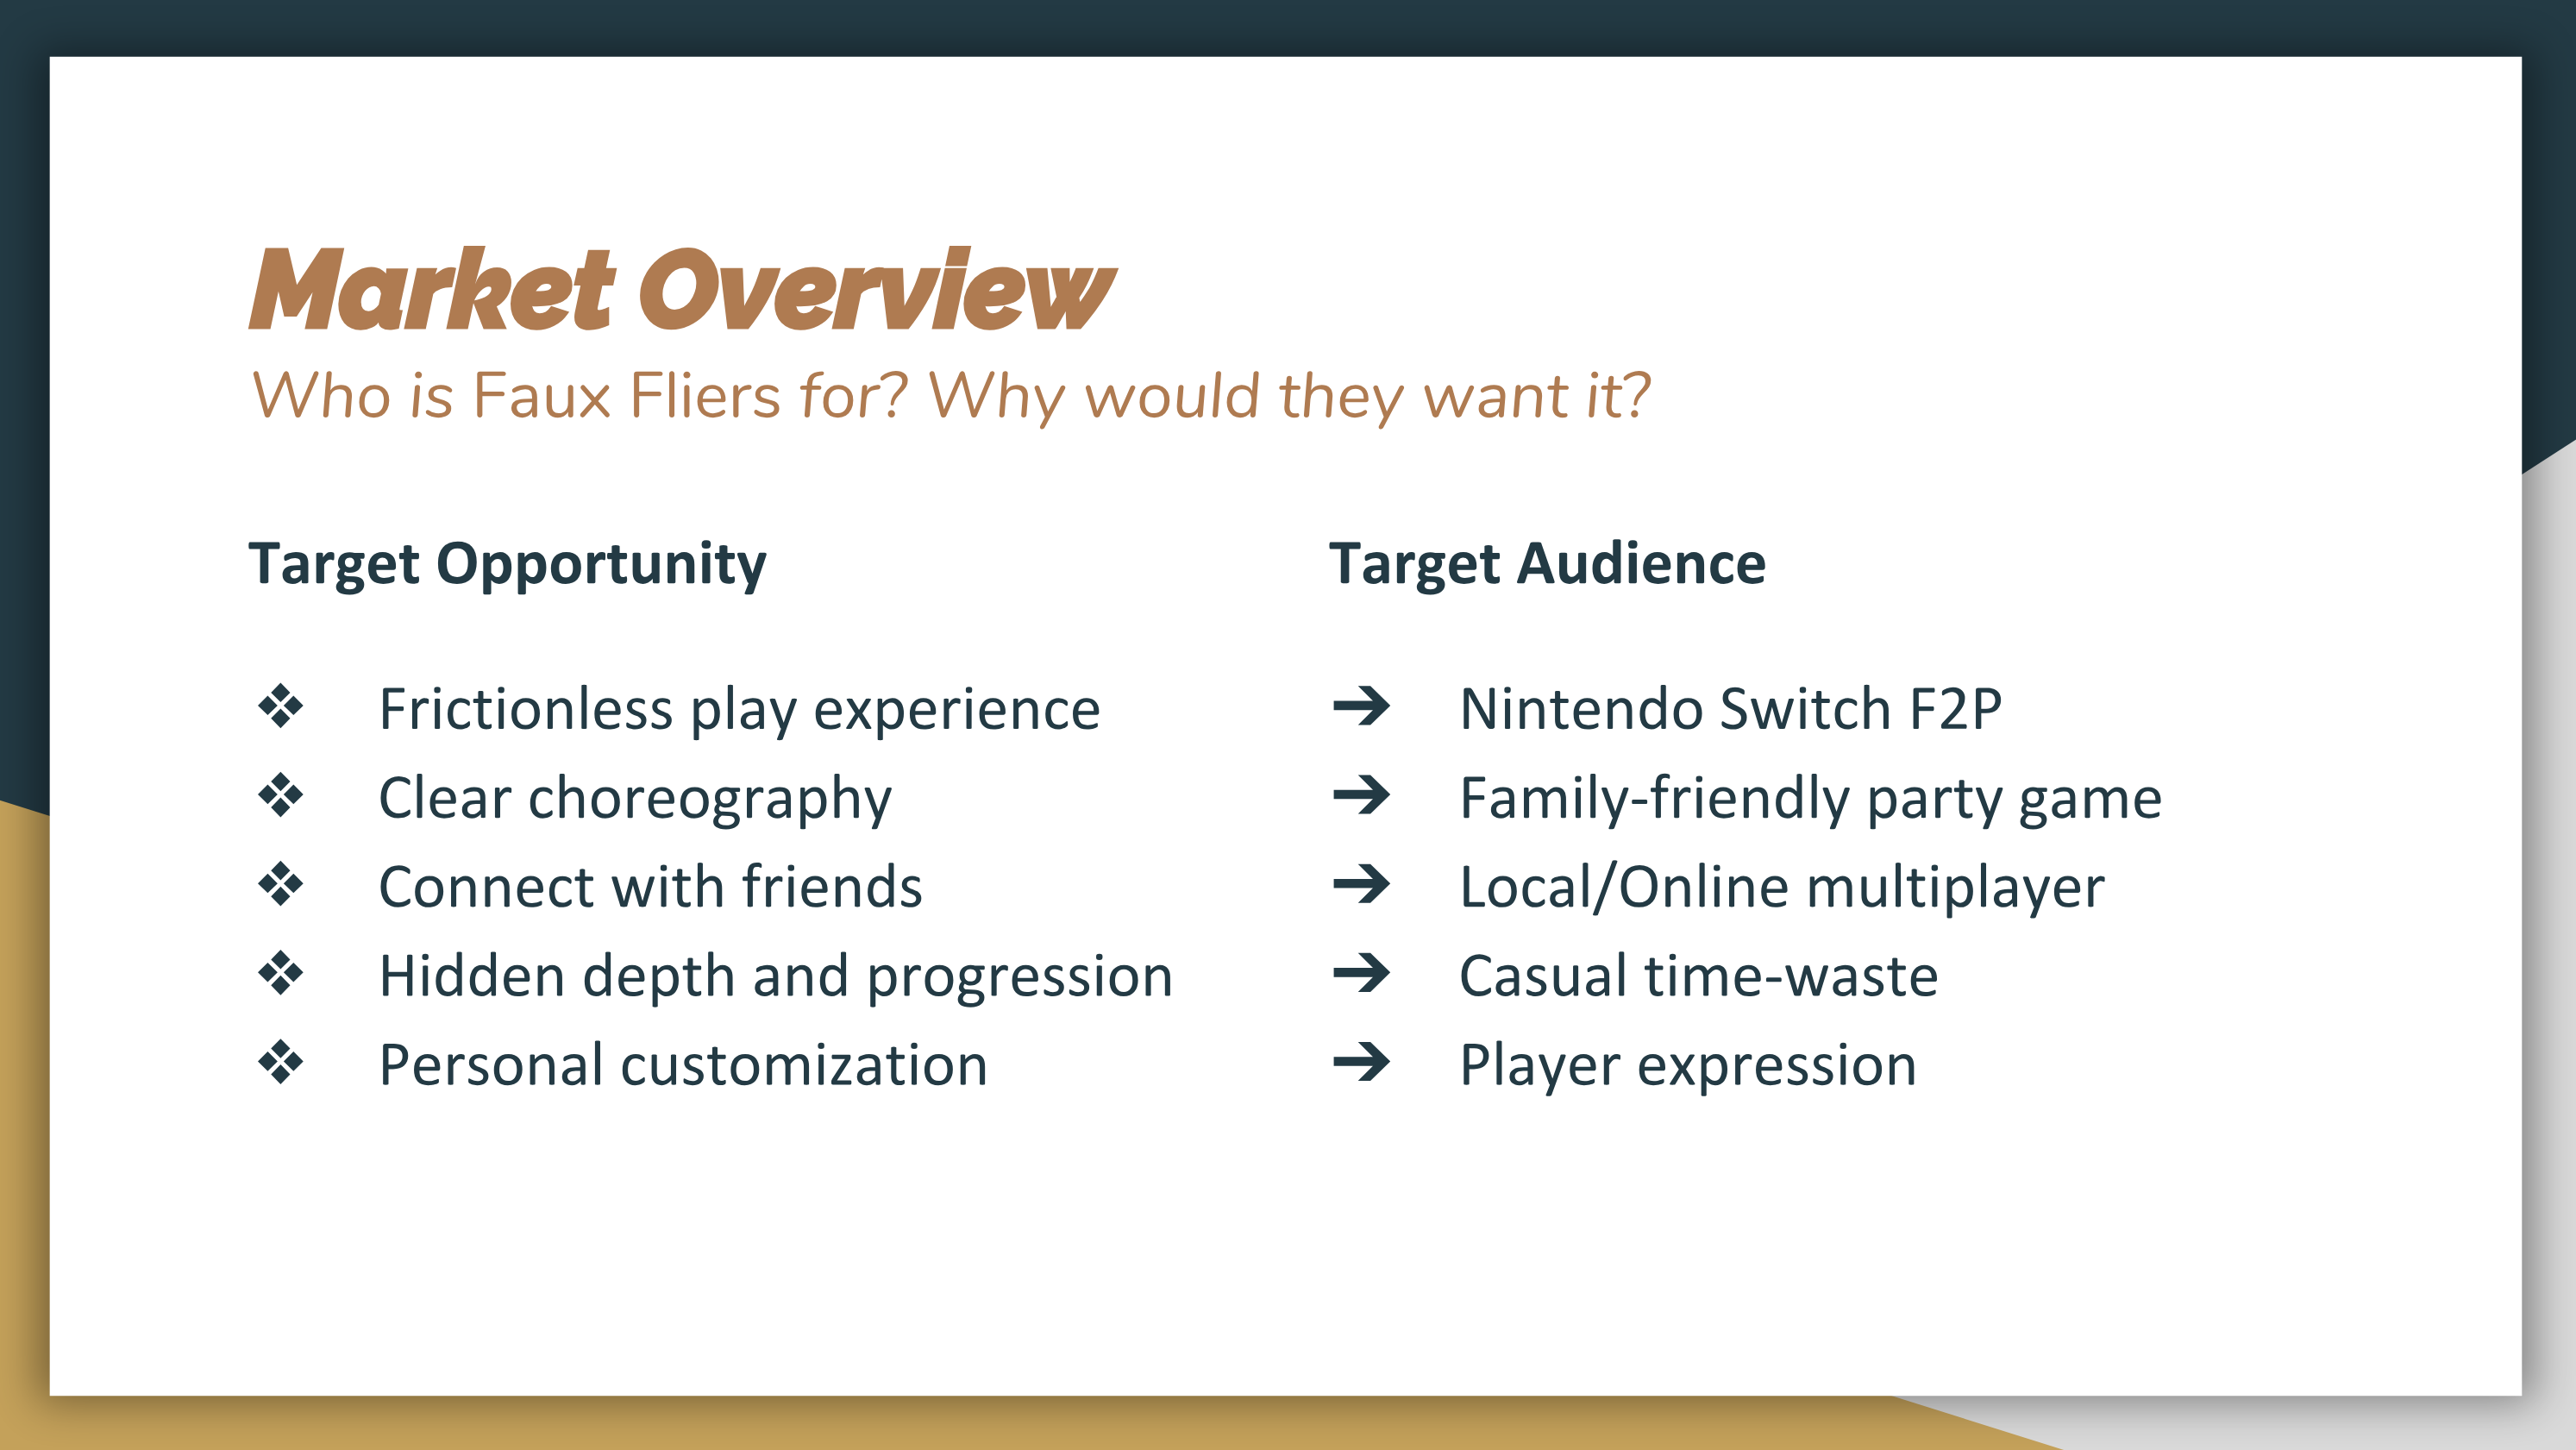 Market Overview
Who is Faux Fliers for? Why would they want it?
Target Opportunity
❖ Frictionless play experience
❖ Clear choreography
❖ Connect with friends
❖ Hidden depth and progression
❖ Personal customization
Target Audience
➔ Nintendo Switch F2P
➔ Family-friendly party game
➔ Local/Online multiplayer
➔ Casual time-waste
➔ Player expression